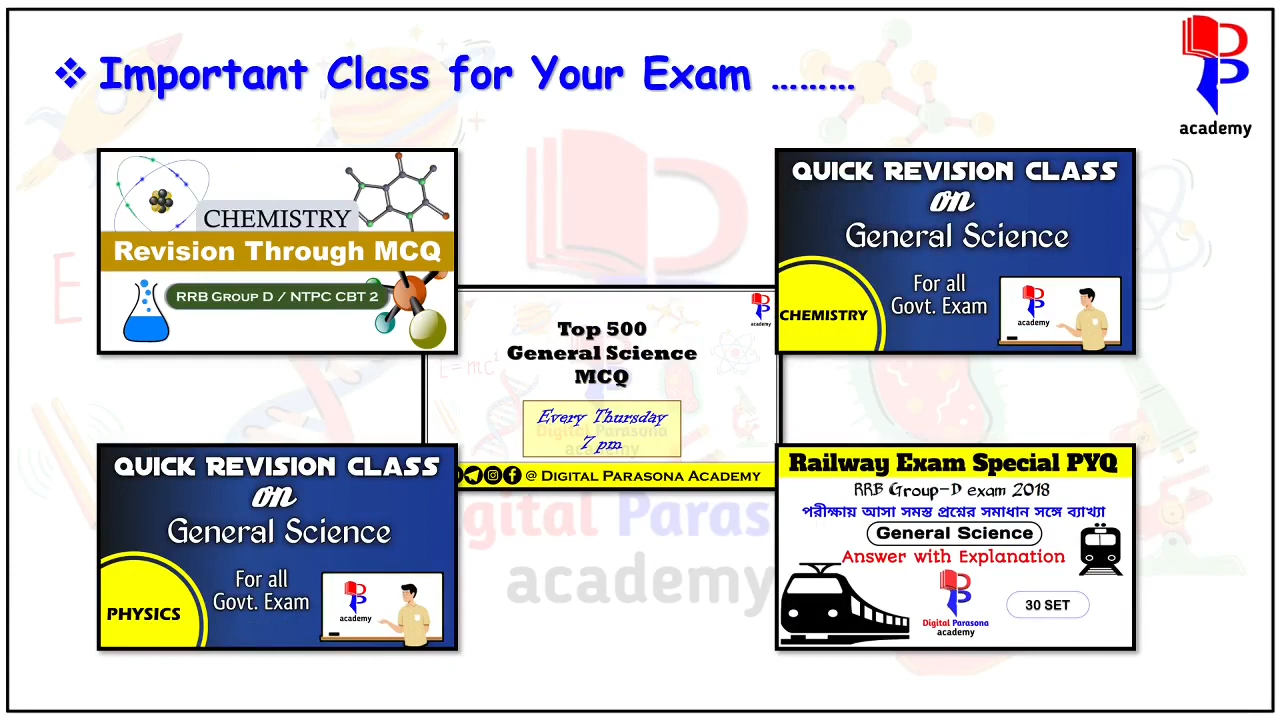 ❖ Important Class for Your Exam .........
academy
CHEMISTRY
Revision Through MCQ
RRB Group D / NTPC CBT 2
QUICK REVISION CLASS
on
General Science
For all
Govt. Exam
CHEMISTRY
academy
academy
Top 500
General Science
MCQ
Every Thursday
7 pm
@ Digital Parasona Academy
QUICK REVISION CLASS
on
General Science
For all
Govt. Exam
PHYSICS
academy
Railway Exam Special PYQ
RRB Group-D exam 2018
পরীক্ষায় আসা সমস্ত প্রশ্নের সমাধান সঙ্গে ব্যাখ্যা
General Science
Answer with Explanation
30 SET
Digital Parasona
academy
academy